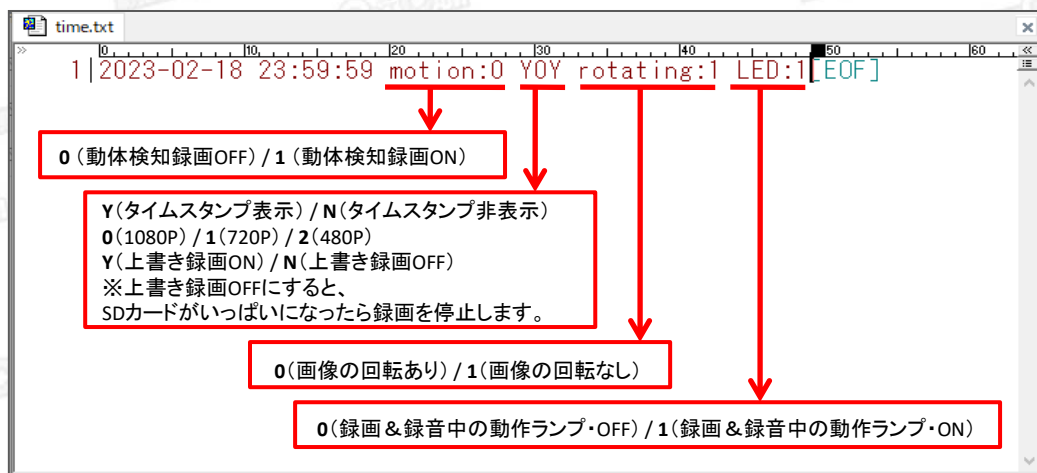 time.txt
0 10 20 30 40 50 60
1|2023-02-18 23:59:59 motion:0 Y0Y rotating:1 LED:1[EOF]
0（動体検知録画OFF）/ 1（動体検知録画ON）
Y（タイムスタンプ表示）/ N（タイムスタンプ非表示）
0（1080P）/ 1（720P）/ 2（480P）
Y（上書き録画ON）/ N（上書き録画OFF）
※上書き録画OFFにすると、
SDカードがいっぱいになったら録画を停止します。
0（画像の回転あり）/ 1（画像の回転なし）
0（録画＆録音中の動作ランプ・OFF）/ 1（録画＆録音中の動作ランプ・ON）